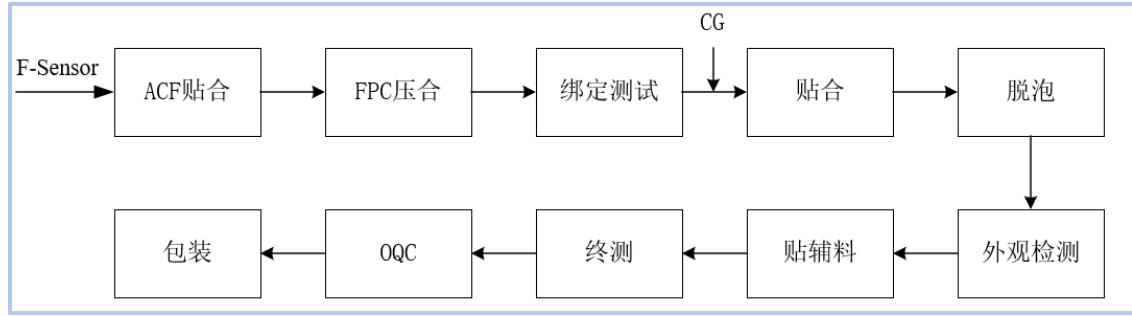 CG
F-Sensor
ACF贴合
FPC压合
绑定测试
贴合
脱泡
包装
OQC
终测
贴辅料
外观检测